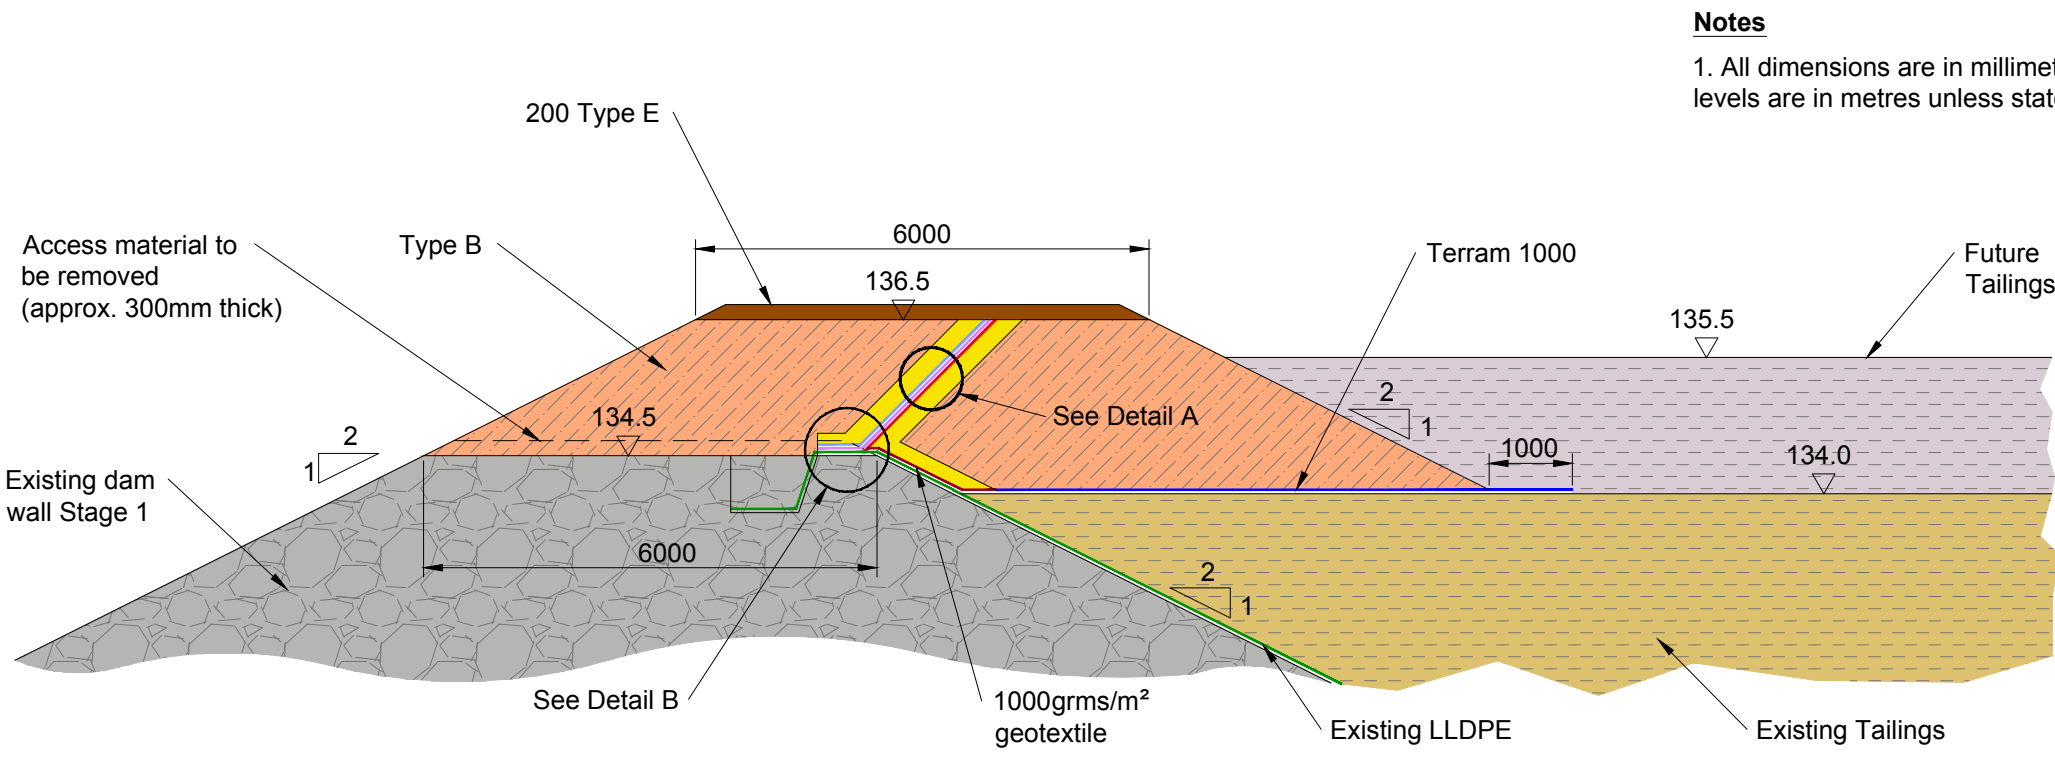 Notes
1. All dimensions are in
levels are in metres unless
200 Type E
Access material to
be removed
(approx. 300mm thick)
Type B
6000
136.5
Terram 1000
Future
Tailings
135.5
2
1
134.5
See Detail A
2
1
1000
134.0
Existing dam
wall Stage 1
6000
2
1
See Detail B
1000grms/m²
geotextile
Existing LLDPE
Existing Tailings